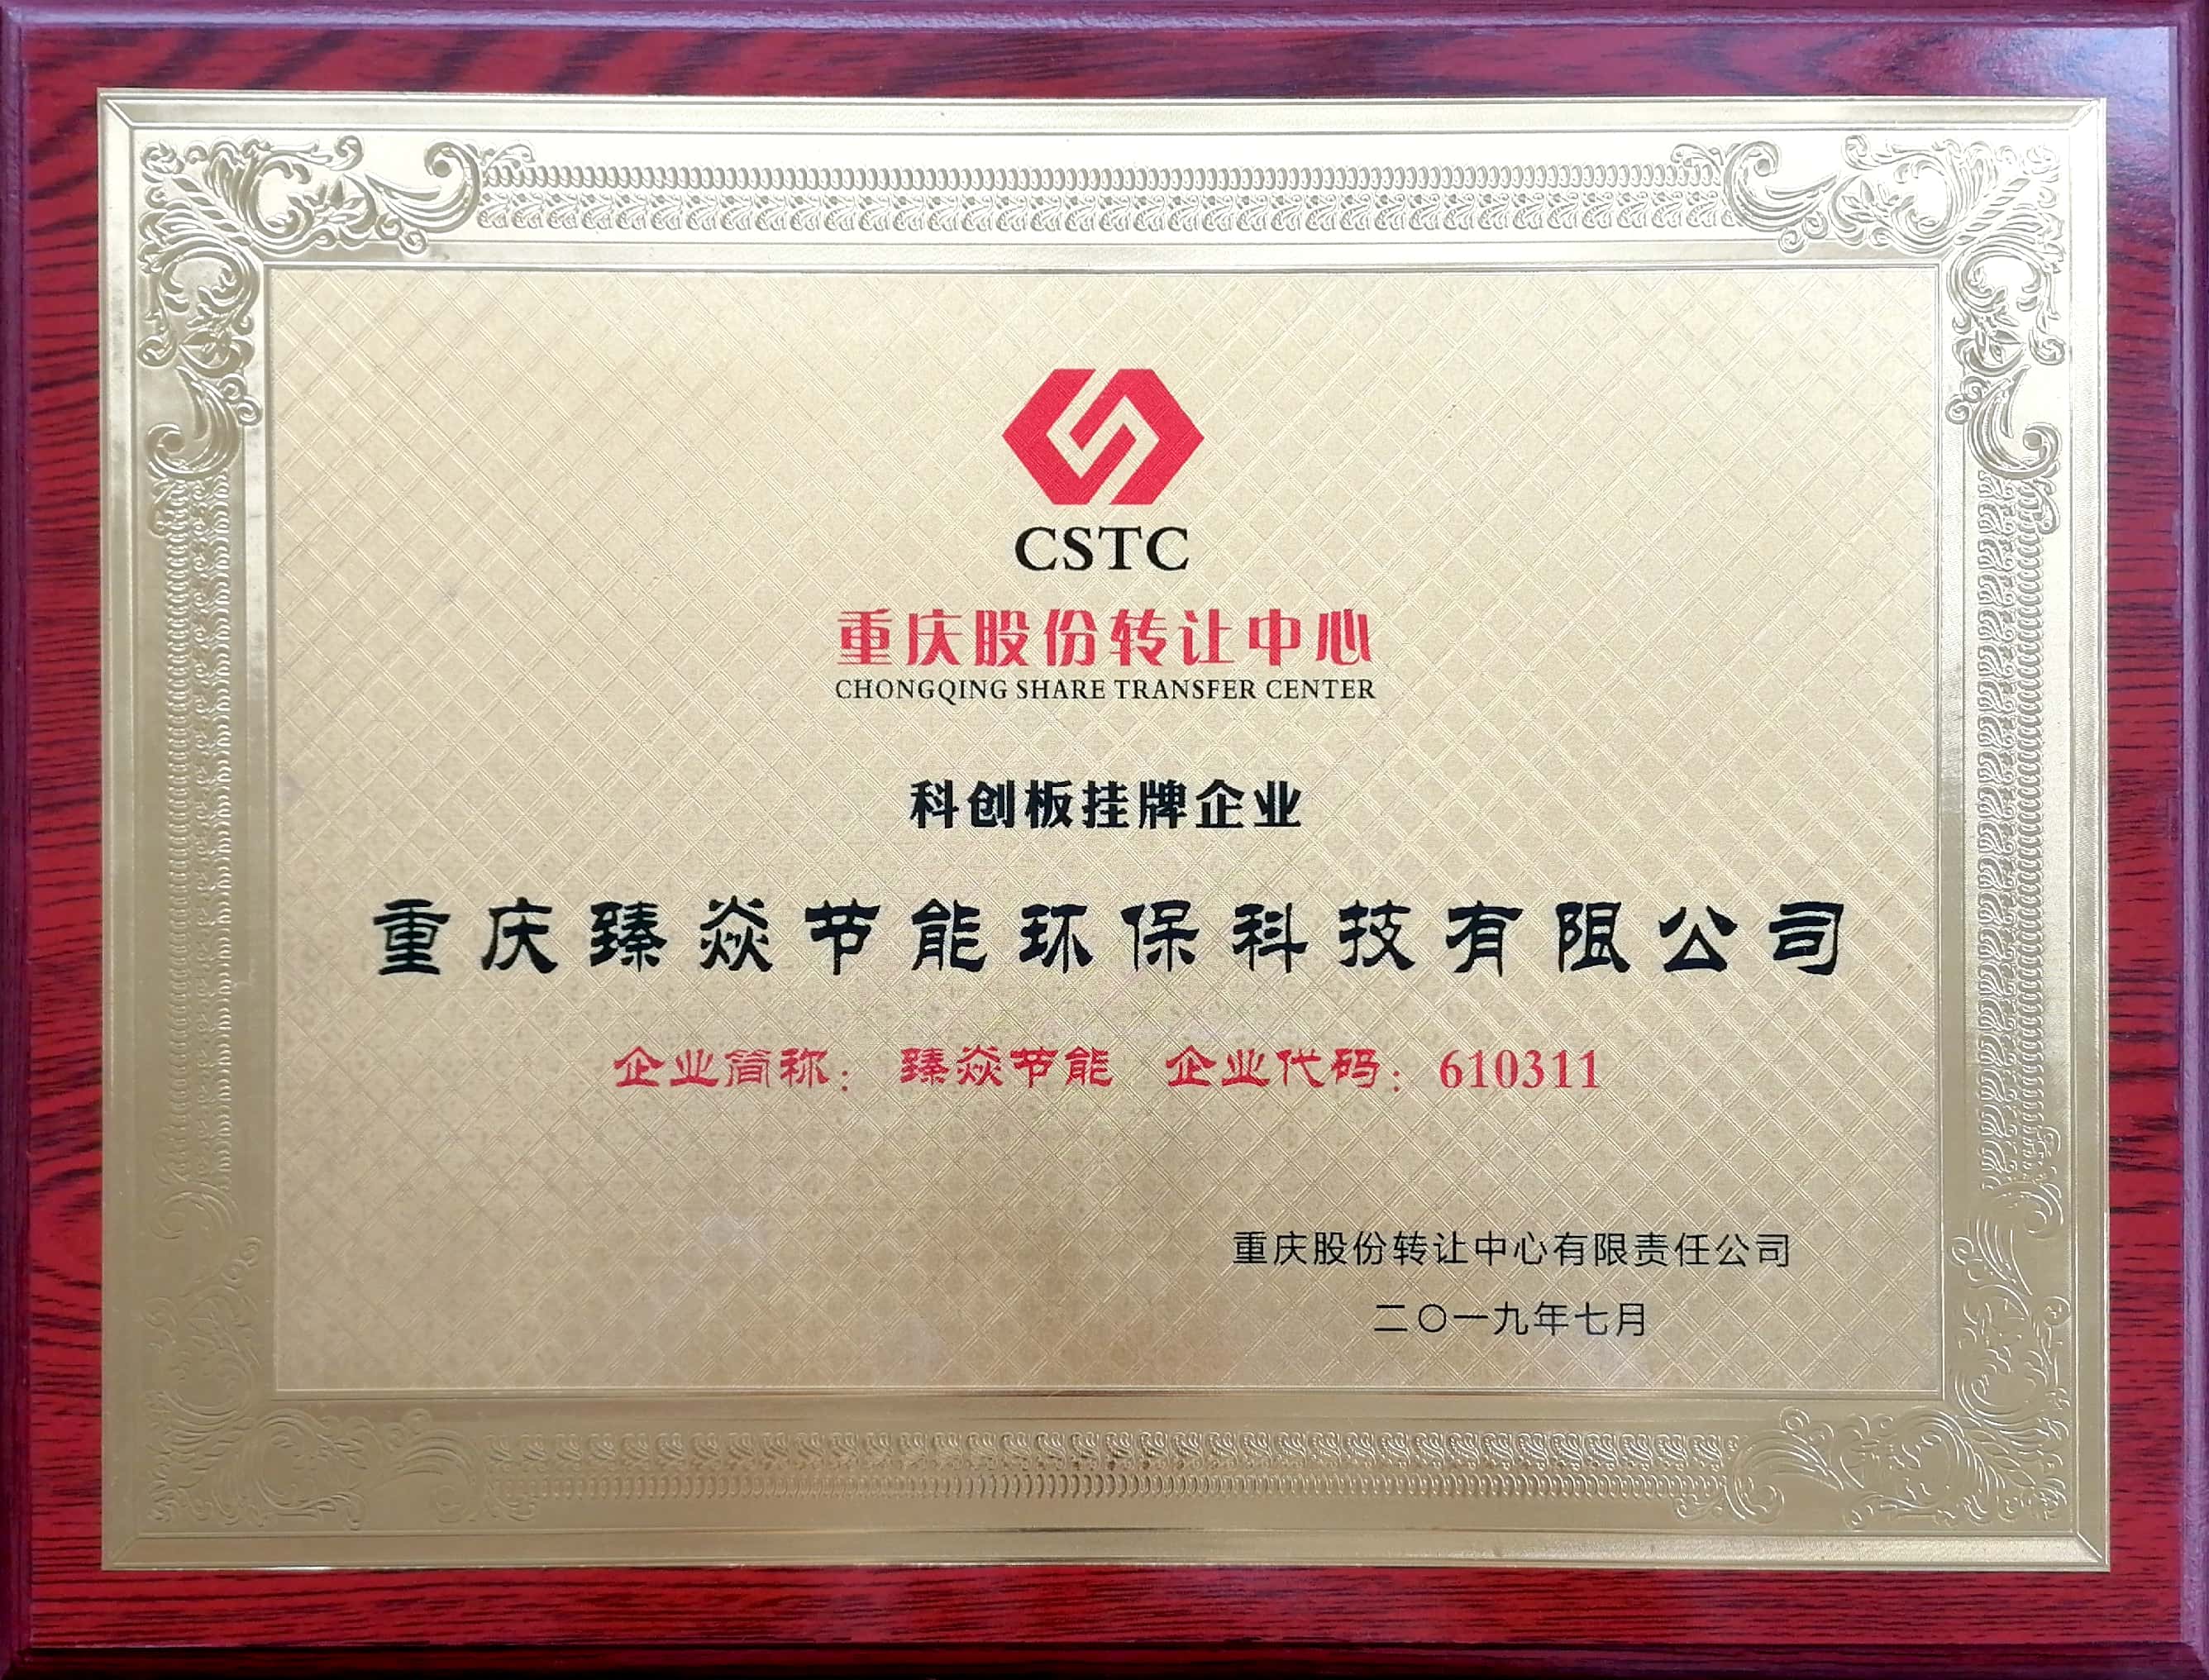 CSTC
重庆股份转让中心
CHONGQING SHARE TRANSFER CENTER
科创板挂牌企业
重庆臻焱节能环保科技有限公司
企业简称：臻焱节能 企业代码：610311
重庆股份转让中心有限责任公司
二〇一九年七月